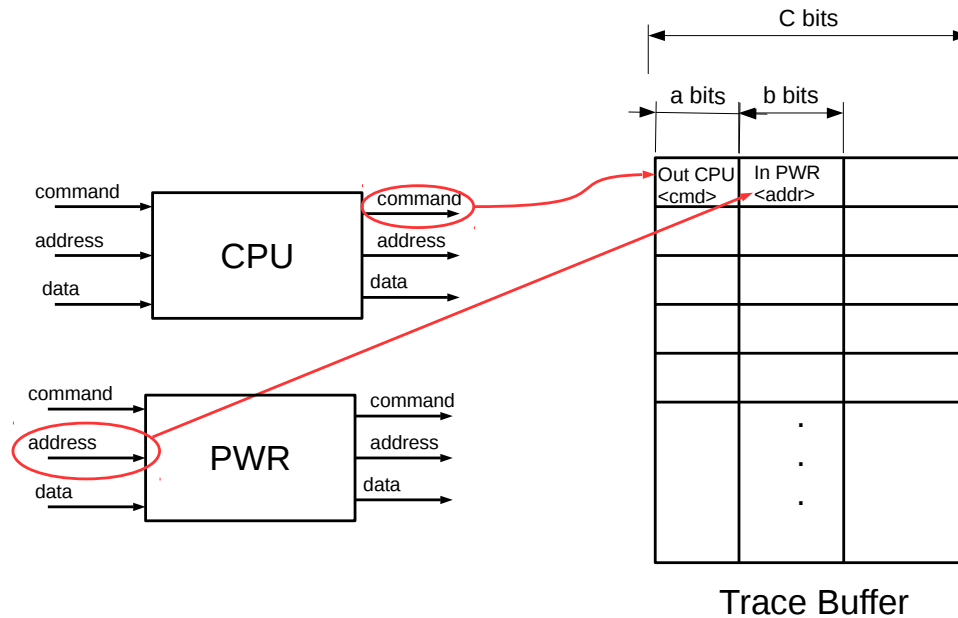 C bits
a bits
b bits
Out CPU
<cmd>
In PWR
<addr>
command
address
data
CPU
command
address
data
command
address
data
PWR
command
address
data
.
.
.
Trace Buffer